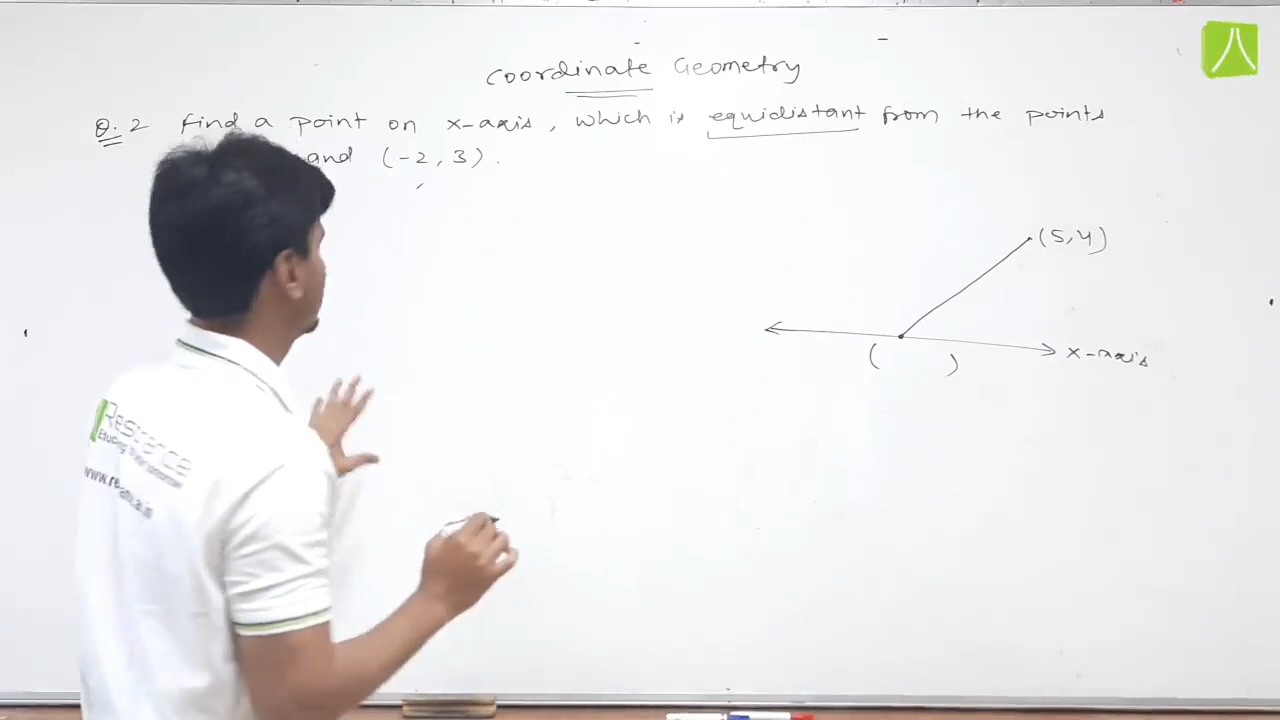 Coordinate Geometry
Q.2 Find a point on x-axis, which is equidistant from the points
and (-2, 3).
(5,4)
( )
x-axis